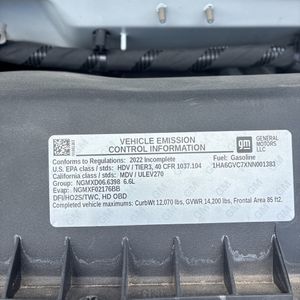 VEHICLE EMISSION
CONTROL INFORMATION
gm
GENERAL
MOTORS
LLC
Conforms to Regulations: 2022 Incomplete
Fuel: Gasoline
U.S. EPA class / stds: HDV / TIER3, 40 CFR 1037.104
1HA6GVC7XNN001381
California class / stds: MDV / ULEV270
Group: NGMXD06.6398 6.6L
Evap: NGMXF02176BB
DFI/HO2S/TWC, HD OBD
Completed vehicle maximums: CurbWt 12,070 lbs, GVWR 14,200 lbs, Frontal Area 85 ft2.